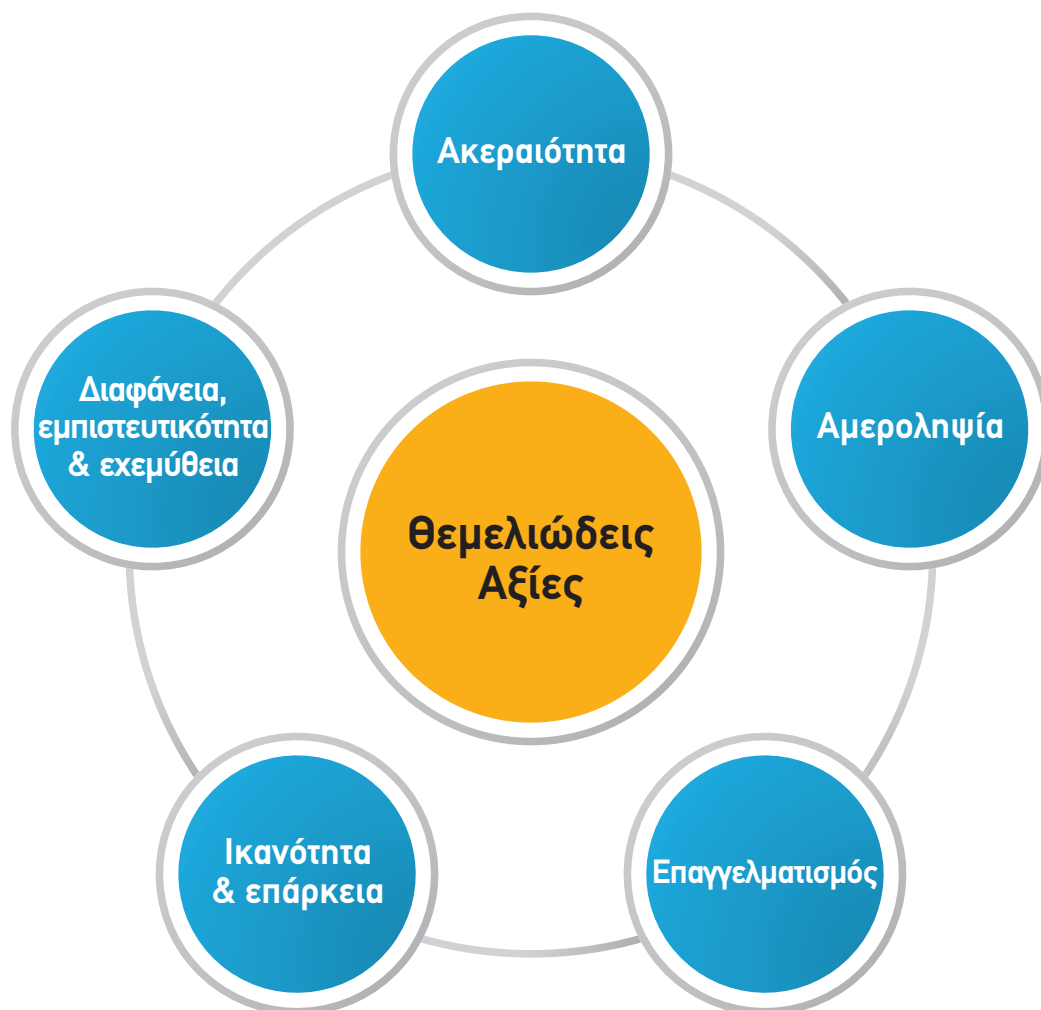 Ακεραιότητα
Διαφάνεια,
εμπιστευτικότητα
& εχεμύθεια
Αμεροληψία
Θεμελιώδεις
Αξίες
Ικανότητα
& επάρκεια
Επαγγελματισμός